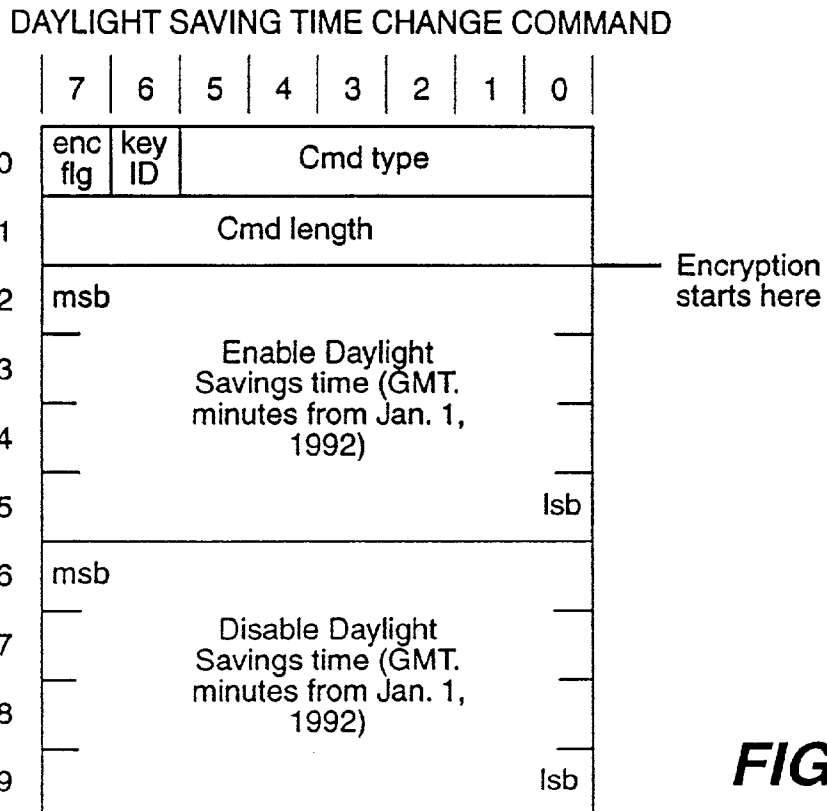 DAYLIGHT SAVING TIME CHANGE COMMAND
7 6 5 4 3 2 1 0
0 enc flg key ID Cmd type
1 Cmd length
Encryption
starts here
2 msb
3 Enable Daylight
Savings time (GMT.
4 minutes from Jan. 1,
1992)
5 lsb
6 msb
7 Disable Daylight
Savings time (GMT.
8 minutes from Jan. 1,
1992)
9 lsb
FIG